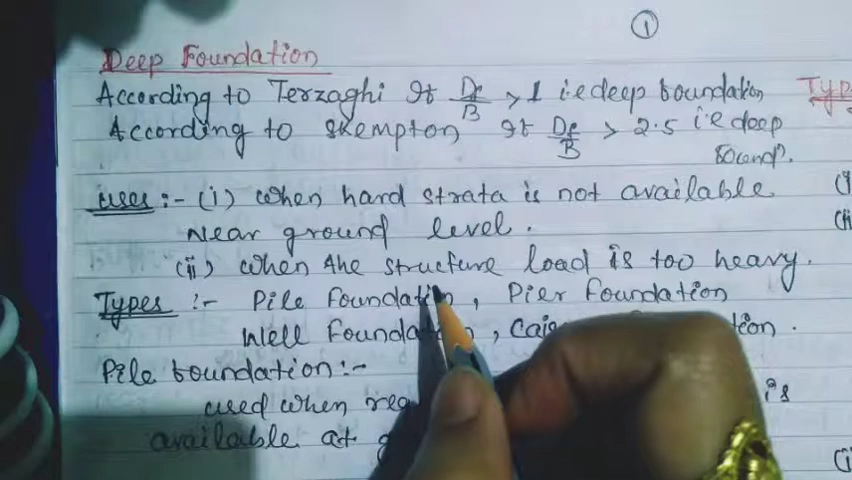 ①
Deep Foundation
According to Terzaghi If Df/B > 1 i.e deep foundation
According to Skempton If Df/B > 2.5 i.e deep
found.
uses :- (i) when hard strata is not available
Near ground level.
(ii) when the structure load is too heavy.
Types :- Pile foundation, Pier foundation
Well foundation,
Pile foundation :-
used when is
available at